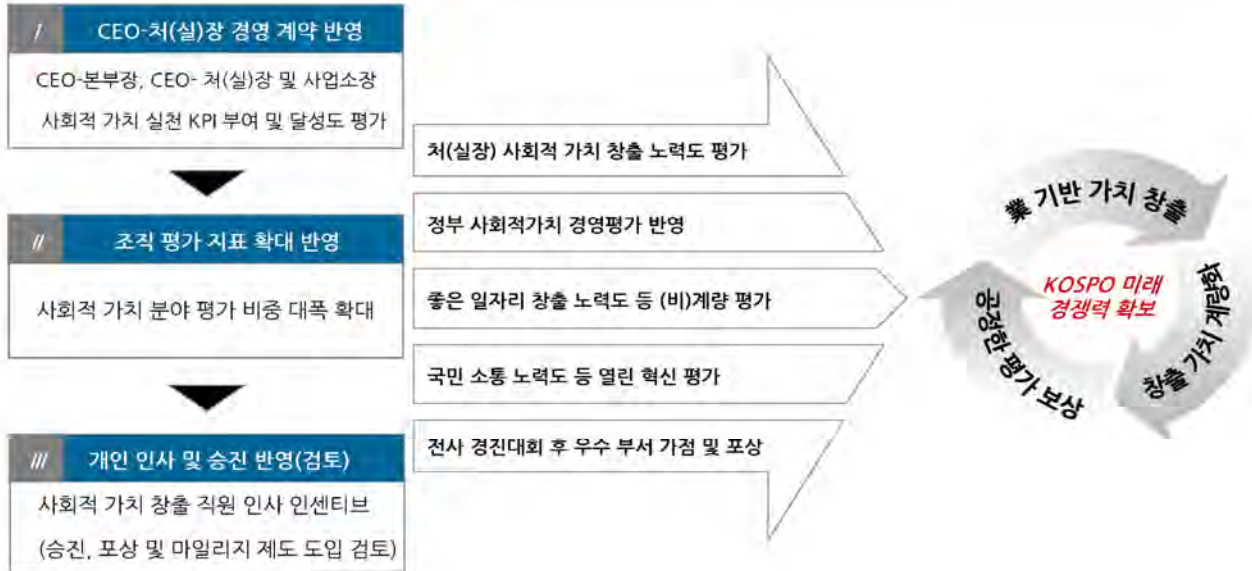 I
CEO-처(실)장 경영 계약 반영
CEO-본부장, CEO- 처(실)장 및 사업소장
사회적 가치 실천 KPI 부여 및 달성도 평가
II
조직 평가 지표 확대 반영
사회적 가치 분야 평가 비중 대폭 확대
III
개인 인사 및 승진 반영(검토)
사회적 가치 창출 직원 인사 인센티브
(승진, 포상 및 마일리지 제도 도입 검토)
처(실장) 사회적 가치 창출 노력도 평가
정부 사회적가치 경영평가 반영
좋은 일자리 창출 노력도 등 (비)계량 평가
국민 소통 노력도 등 열린 혁신 평가
전사 경진대회 후 우수 부서 가점 및 포상
業 기반 가치 창출
창출 가치 계량화
공정한 평가 보상
KOSPO 미래
경쟁력 확보